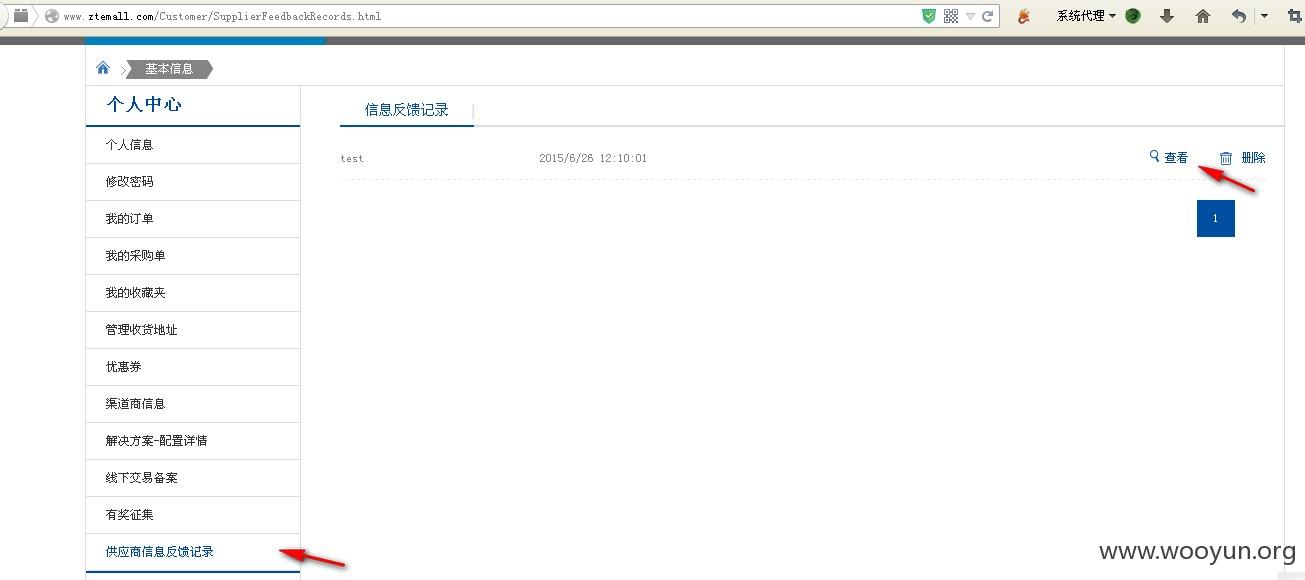 www.ztemall.com/Customer/SupplierFeedbackRecords.html
系统代理
基本信息
个人中心
信息反馈记录
个人信息
test 2015/6/26 12:10:01 查看 删除
修改密码
我的订单
1
我的采购单
我的收藏夹
管理收货地址
优惠券
渠道商信息
解决方案-配置详情
线下交易备案
有奖征集
供应商信息反馈记录
www.wooyun.org